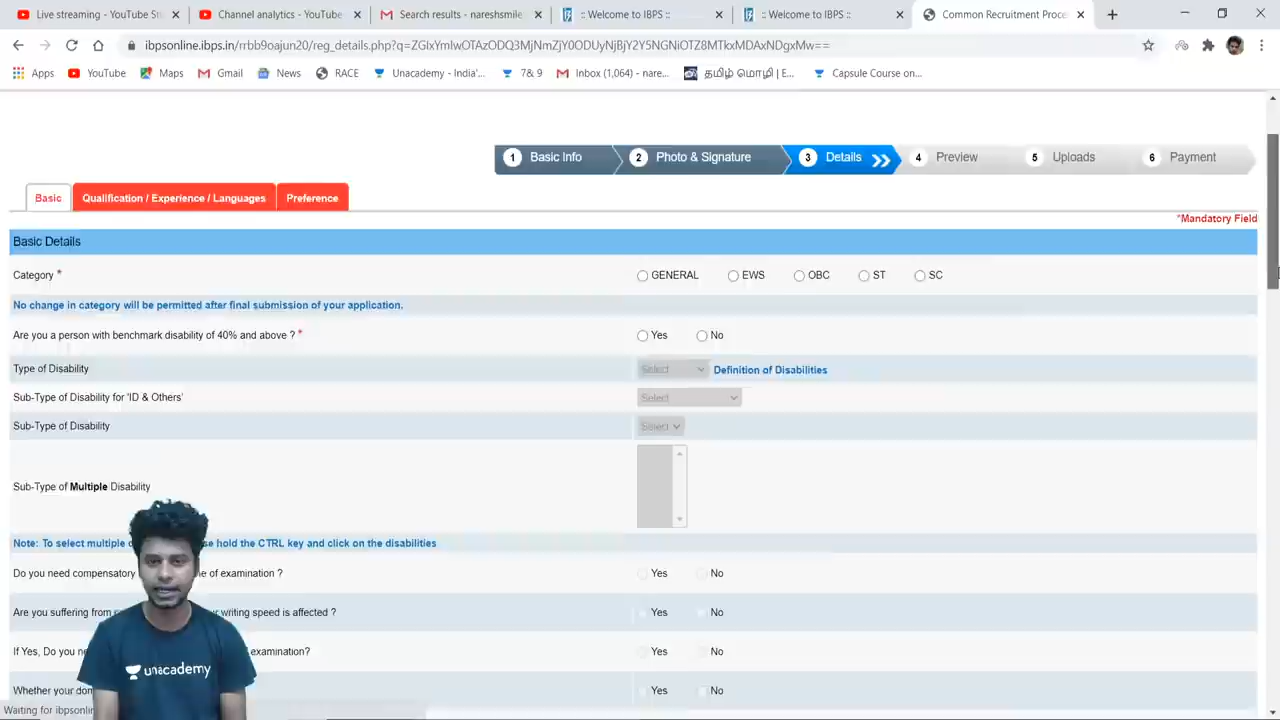 Live streaming - YouTube St
Channel analytics - YouTube
Search results - nareshsmile
:: Welcome to IBPS ::
:: Welcome to IBPS ::
Common Recruitment Proce
ibpsonline.ibps.in/rrbb9oajun20/reg_details.php?q=ZGlxYmlwOTAzODQ3MjNmZjY0ODUyNjBjY2Y5NGNiOTZ8MTkxMDAxNDgxMw==
Apps YouTube Maps Gmail News RACE Unacademy - India'... 7& 9 Inbox (1,064) - nare... தமிழ் மொழி | E... Capsule Course on...
1 Basic Info 2 Photo & Signature 3 Details 4 Preview 5 Uploads 6 Payment
Basic Qualification / Experience / Languages Preference
*Mandatory Field
Basic Details
Category * GENERAL EWS OBC ST SC
No change in category will be permitted after final submission of your application.
Are you a person with benchmark disability of 40% and above ? * Yes No
Type of Disability Select Definition of Disabilities
Sub-Type of Disability for 'ID & Others' Select
Sub-Type of Disability Select
Sub-Type of Multiple Disability
Note: To select multiple hold the CTRL key and click on the disabilities
Do you need compensatory of examination ? Yes No
Are you suffering from writing speed is affected ? Yes No
If Yes, Do you examination? Yes No
Whether your Yes No
unacademy
Waiting for ibpsonlin